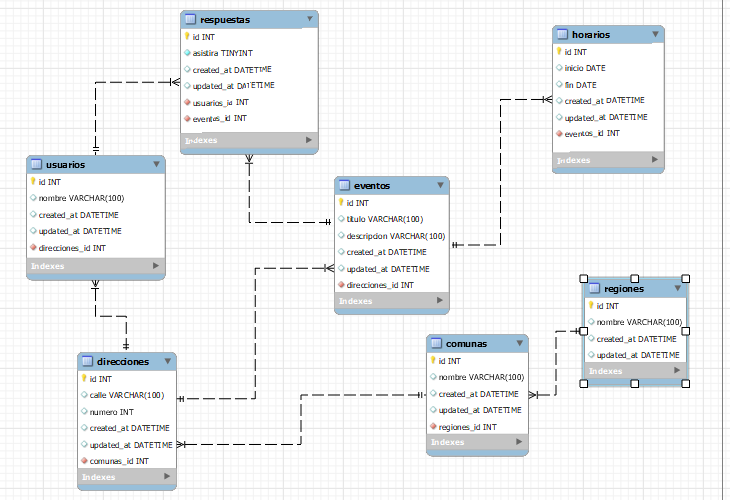 respuestas
id INT
asistira TINYINT
created_at DATETIME
updated_at DATETIME
usuarios_id INT
eventos_id INT
Indexes
horarios
id INT
inicio DATE
fin DATE
created_at DATETIME
updated_at DATETIME
eventos_id INT
Indexes
usuarios
id INT
nombre VARCHAR(100)
created_at DATETIME
updated_at DATETIME
direcciones_id INT
Indexes
eventos
id INT
titulo VARCHAR(100)
descripcion VARCHAR(100)
created_at DATETIME
updated_at DATETIME
direcciones_id INT
Indexes
regiones
id INT
nombre VARCHAR(100)
created_at DATETIME
updated_at DATETIME
Indexes
direcciones
id INT
calle VARCHAR(100)
numero INT
created_at DATETIME
updated_at DATETIME
comunas_id INT
Indexes
comunas
id INT
nombre VARCHAR(100)
created_at DATETIME
updated_at DATETIME
regiones_id INT
Indexes